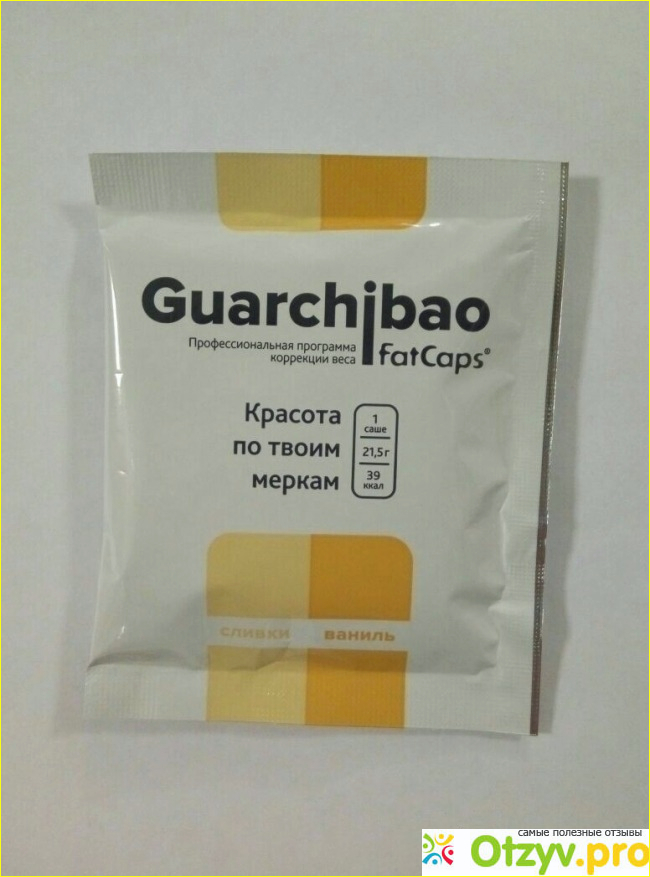 Guarchibao
Профессиональная программа
коррекции веса
fatCaps®
Красота
по твоим
меркам
1
саше
21,5 г
39
ккал
сливки ваниль
самые полезные отзывы
Otzyv.pro